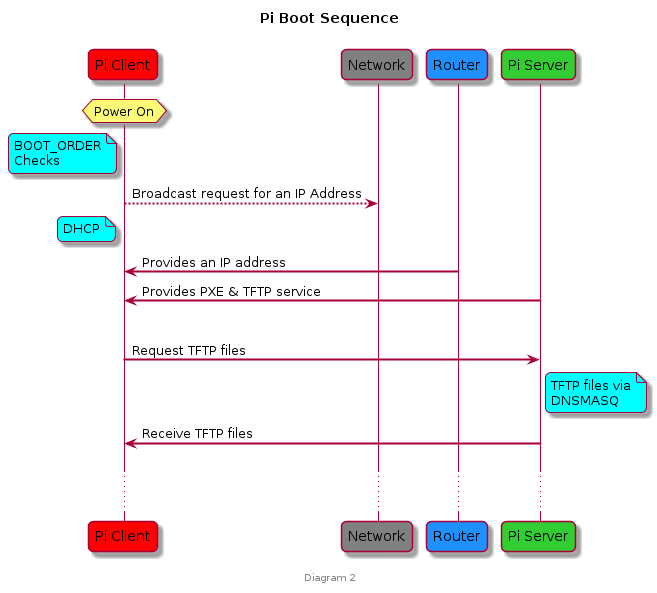 Pi Boot Sequence
Pi Client
Network
Router
Pi Server
Power On
BOOT_ORDER
Checks
Broadcast request for an IP Address
DHCP
Provides an IP address
Provides PXE & TFTP service
Request TFTP files
TFTP files via
DNSMASQ
Receive TFTP files
Pi Client
Network
Router
Pi Server
Diagram 2